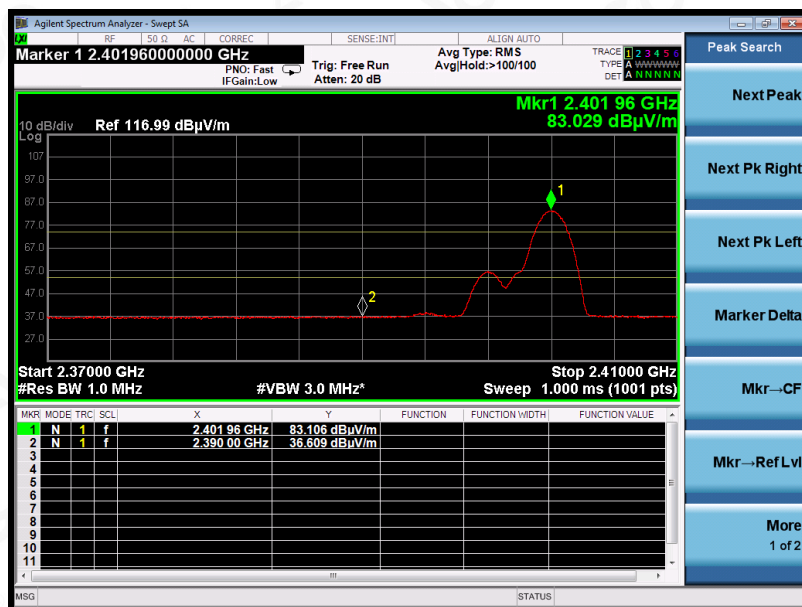 Agilent Spectrum Analyzer - Swept SA
RF 50 Ω AC CORREC SENSE:INT ALIGN AUTO
Marker 1 2.401960000000 GHz
PNO: Fast
IFGain:Low
Trig: Free Run
Atten: 20 dB
Avg Type: RMS
Avg|Hold:>100/100
TRACE 1 2 3 4 5 6
TYPE A WWWWW
DET A N N N N N
Mkr1 2.401 96 GHz
83.029 dBµV/m
10 dB/div Ref 116.99 dBµV/m
Log
107
97.0
87.0
77.0
67.0
57.0
47.0
37.0
27.0
1
2
Start 2.37000 GHz Stop 2.41000 GHz
#Res BW 1.0 MHz #VBW 3.0 MHz* Sweep 1.000 ms (1001 pts)
MKR MODE TRC SCL X Y FUNCTION FUNCTION WIDTH FUNCTION VALUE
1 N 1 f 2.401 96 GHz 83.106 dBµV/m
2 N 1 f 2.390 00 GHz 36.609 dBµV/m
3
4
5
6
7
8
9
10
11
MSG STATUS
Peak Search
Next Peak
Next Pk Right
Next Pk Left
Marker Delta
Mkr→CF
Mkr→Ref Lvl
More
1 of 2